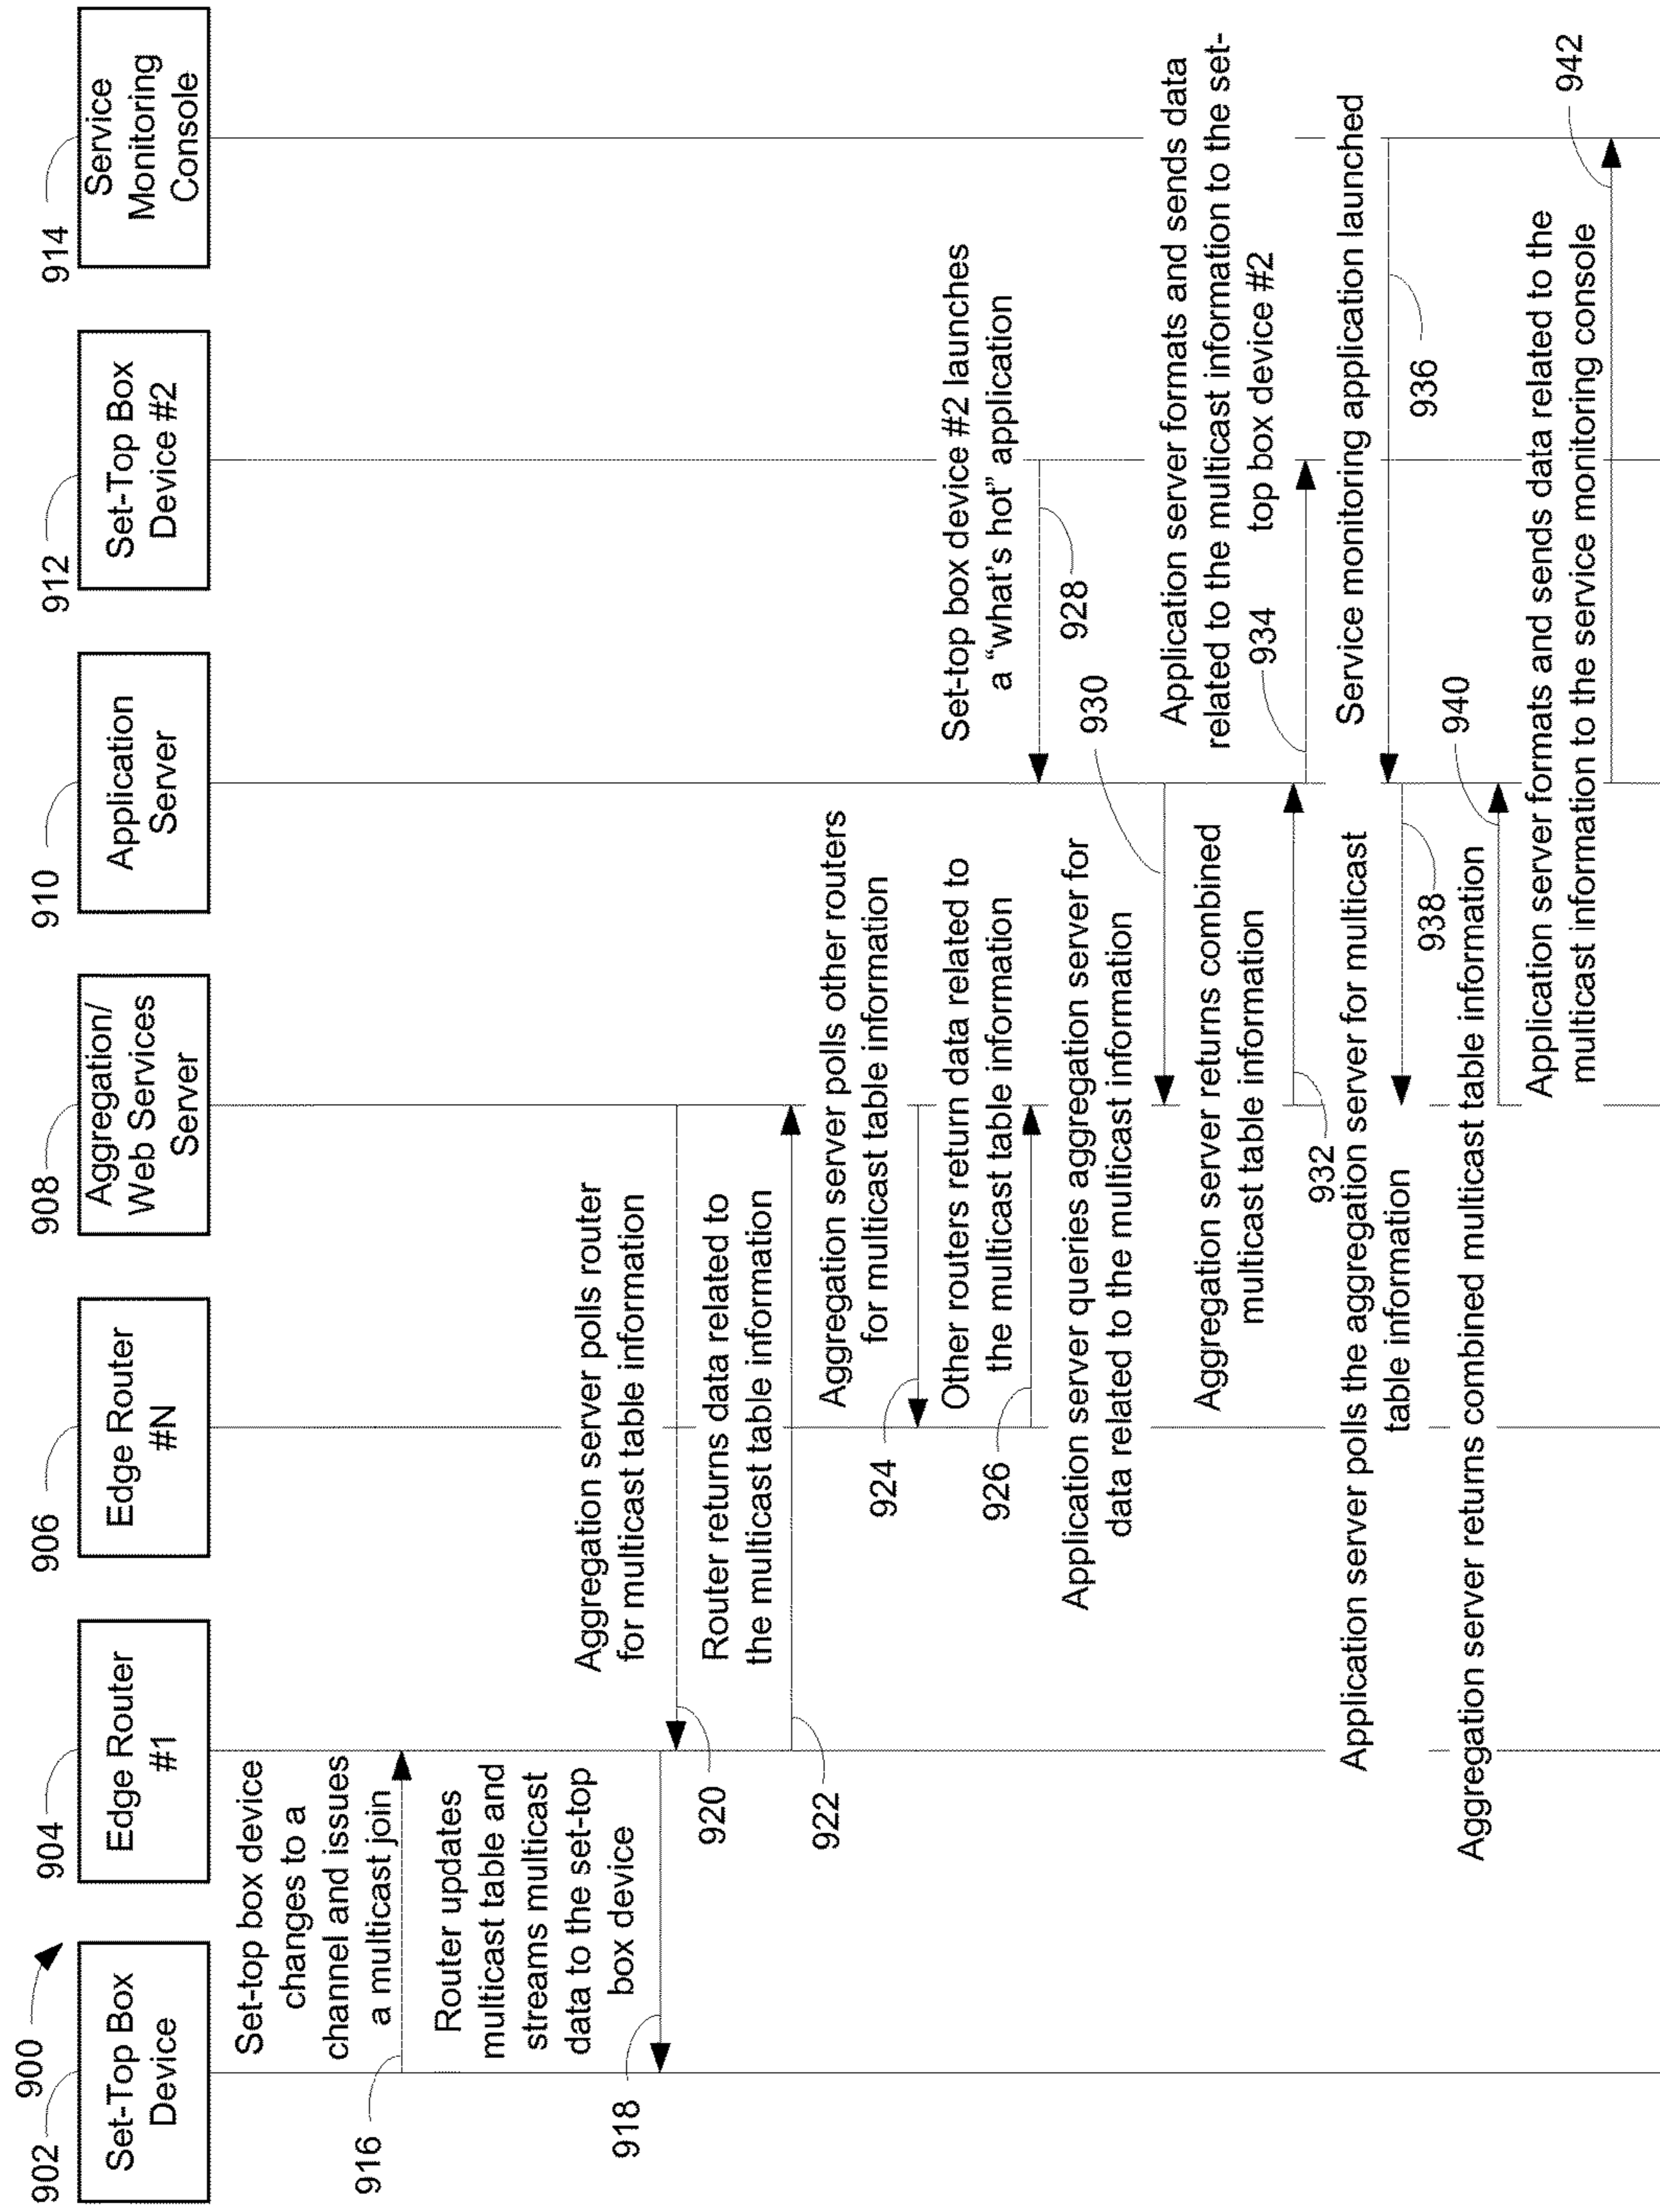 900
902
Set-Top Box
Device
904
Edge Router
#1
906
Edge Router
#N
908
Aggregation/
Web Services
Server
910
Application
Server
912
Set-Top Box
Device #2
914
Service
Monitoring
Console
Set-top box device
changes to a
channel and issues
a multicast join
916
Router updates
multicast table and
streams multicast
data to the set-top
box device
918
Aggregation server polls router
for multicast table information
920
Router returns data related to
the multicast table information
922
Aggregation server polls other routers
for multicast table information
924
Other routers return data related to
the multicast table information
926
Set-top box device #2 launches
a “what’s hot” application
928
Application server queries aggregation server for
data related to the multicast information
930
Aggregation server returns combined
multicast table information
932
Application server formats and sends data
related to the multicast information to the set-
top box device #2
934
Service monitoring application launched
936
Application server polls the aggregation server for multicast
table information
938
Aggregation server returns combined multicast table information
940
Application server formats and sends data related to the
multicast information to the service monitoring console
942